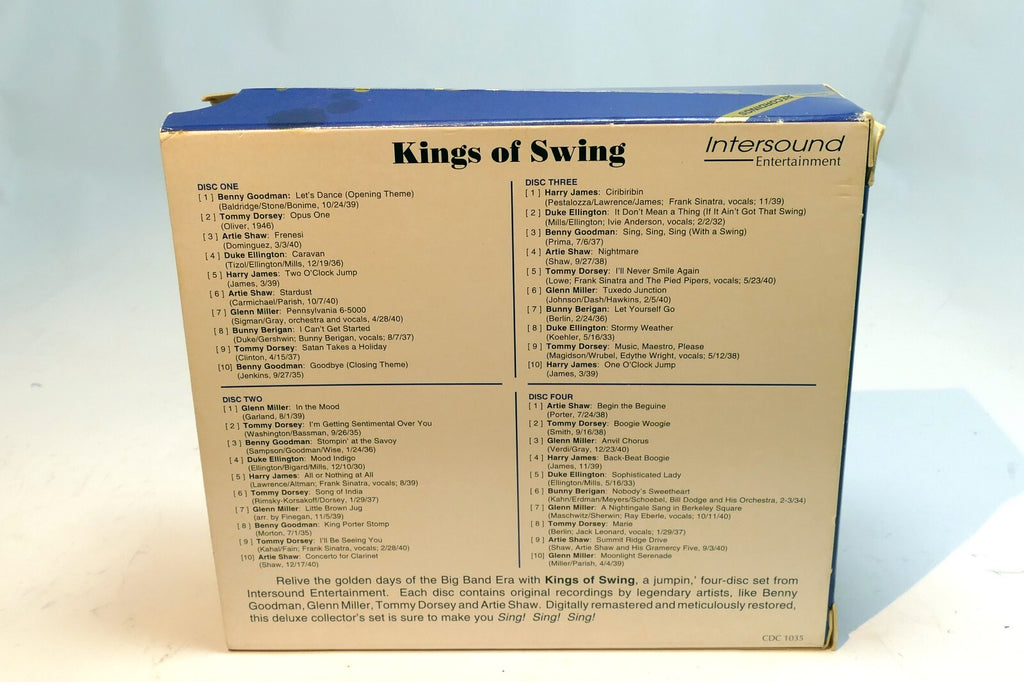 RECORDINGS
Kings of Swing
Intersound
Entertainment
DISC ONE
[ 1 ] Benny Goodman: Let's Dance (Opening Theme)
(Baldridge/Stone/Bonime, 10/24/39)
[ 2 ] Tommy Dorsey: Opus One
(Oliver, 1946)
[ 3 ] Artie Shaw: Frenesi
(Dominguez, 3/3/40)
[ 4 ] Duke Ellington: Caravan
(Tizol/Ellington/Mills, 12/19/36)
[ 5 ] Harry James: Two O'Clock Jump
(James, 3/39)
[ 6 ] Artie Shaw: Stardust
(Carmichael/Parish, 10/7/40)
[ 7 ] Glenn Miller: Pennsylvania 6-5000
(Sigman/Gray, orchestra and vocals, 4/28/40)
[ 8 ] Bunny Berigan: I Can't Get Started
(Duke/Gershwin; Bunny Berigan, vocals; 8/7/37)
[ 9 ] Tommy Dorsey: Satan Takes a Holiday
(Clinton, 4/15/37)
[10] Benny Goodman: Goodbye (Closing Theme)
(Jenkins, 9/27/35)
DISC TWO
[ 1 ] Glenn Miller: In the Mood
(Garland, 8/1/39)
[ 2 ] Tommy Dorsey: I'm Getting Sentimental Over You
(Washington/Bassman, 9/26/35)
[ 3 ] Benny Goodman: Stompin' at the Savoy
(Sampson/Goodman/Wise, 1/24/36)
[ 4 ] Duke Ellington: Mood Indigo
(Ellington/Bigard/Mills, 12/10/30)
[ 5 ] Harry James: All or Nothing at All
(Lawrence/Altman; Frank Sinatra, vocals; 8/39)
[ 6 ] Tommy Dorsey: Song of India
(Rimsky-Korsakoff/Dorsey, 1/29/37)
[ 7 ] Glenn Miller: Little Brown Jug
(arr. by Finegan, 11/5/39)
[ 8 ] Benny Goodman: King Porter Stomp
(Morton, 7/1/35)
[ 9 ] Tommy Dorsey: I'll Be Seeing You
(Kahal/Fain; Frank Sinatra, vocals; 2/28/40)
[10] Artie Shaw: Concerto for Clarinet
(Shaw, 12/17/40)
DISC THREE
[ 1 ] Harry James: Ciribiribin
(Pestalozza/Lawrence/James; Frank Sinatra, vocals; 11/39)
[ 2 ] Duke Ellington: It Don't Mean a Thing (If It Ain't Got That Swing)
(Mills/Ellington; Ivie Anderson, vocals; 2/2/32)
[ 3 ] Benny Goodman: Sing, Sing, Sing (With a Swing)
(Prima, 7/6/37)
[ 4 ] Artie Shaw: Nightmare
(Shaw, 9/27/38)
[ 5 ] Tommy Dorsey: I'll Never Smile Again
(Lowe; Frank Sinatra and The Pied Pipers, vocals; 5/23/40)
[ 6 ] Glenn Miller: Tuxedo Junction
(Johnson/Dash/Hawkins, 2/5/40)
[ 7 ] Bunny Berigan: Let Yourself Go
(Berlin, 2/24/36)
[ 8 ] Duke Ellington: Stormy Weather
(Koehler, 5/16/33)
[ 9 ] Tommy Dorsey: Music, Maestro, Please
(Magidson/Wrubel, Edythe Wright, vocals; 5/12/38)
[10] Harry James: One O'Clock Jump
(James, 3/39)
DISC FOUR
[ 1 ] Artie Shaw: Begin the Beguine
(Porter, 7/24/38)
[ 2 ] Tommy Dorsey: Boogie Woogie
(Smith, 9/16/38)
[ 3 ] Glenn Miller: Anvil Chorus
(Verdi/Gray, 12/23/40)
[ 4 ] Harry James: Back-Beat Boogie
(James, 11/39)
[ 5 ] Duke Ellington: Sophisticated Lady
(Ellington/Mills, 5/16/33)
[ 6 ] Bunny Berigan: Nobody's Sweetheart
(Kahn/Erdman/Meyers/Schoebel, Bill Dodge and His Orchestra, 2-3/34)
[ 7 ] Glenn Miller: A Nightingale Sang in Berkeley Square
(Maschwitz/Sherwin; Ray Eberle, vocals; 10/11/40)
[ 8 ] Tommy Dorsey: Marie
(Berlin; Jack Leonard, vocals; 1/29/37)
[ 9 ] Artie Shaw: Summit Ridge Drive
(Shaw, Artie Shaw and His Gramercy Five, 9/3/40)
[10] Glenn Miller: Moonlight Serenade
(Miller/Parish, 4/4/39)
Relive the golden days of the Big Band Era with Kings of Swing, a jumpin,' four-disc set from
Intersound Entertainment. Each disc contains original recordings by legendary artists, like Benny
Goodman, Glenn Miller, Tommy Dorsey and Artie Shaw. Digitally remastered and meticulously restored,
this deluxe collector's set is sure to make you Sing! Sing! Sing!
CDC 1035